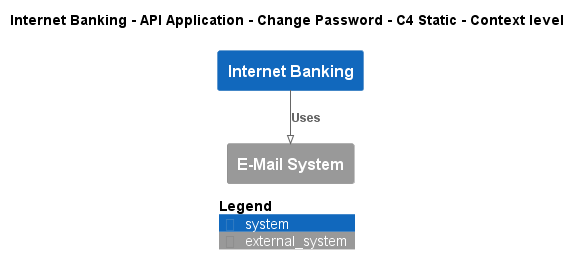 Internet Banking - API Application - Change Password - C4 Static - Context level
Internet Banking
Uses
E-Mail System
Legend
system
external_system